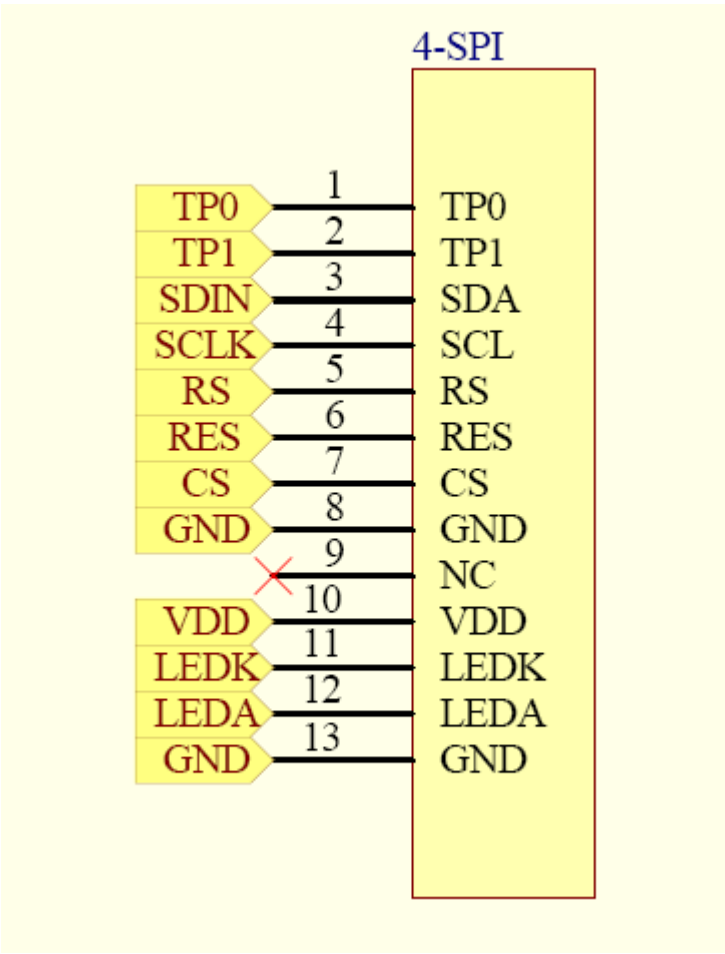 4-SPI
TP0 1 TP0
TP1 2 TP1
SDIN 3 SDA
SCLK 4 SCL
RS 5 RS
RES 6 RES
CS 7 CS
GND 8 GND
9 NC
VDD 10 VDD
LEDK 11 LEDK
LEDA 12 LEDA
GND 13 GND